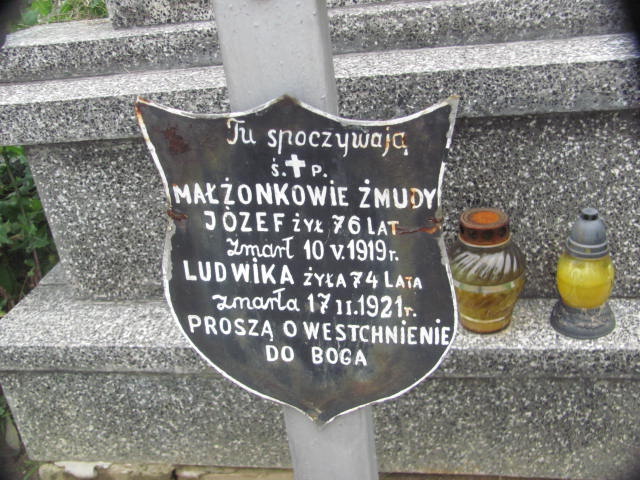 Tu spoczywają
Ś. ✝ P.
MAŁŻONKOWIE ŻMUDY
JÓZEF ŻYŁ 76 LAT
zmarł 10 V. 1919 r.
LUDWIKA ŻYŁA 74 LATA
zmarła 17 II. 1921 r.
PROSZĄ O WESTCHNIENIE
DO BOGA